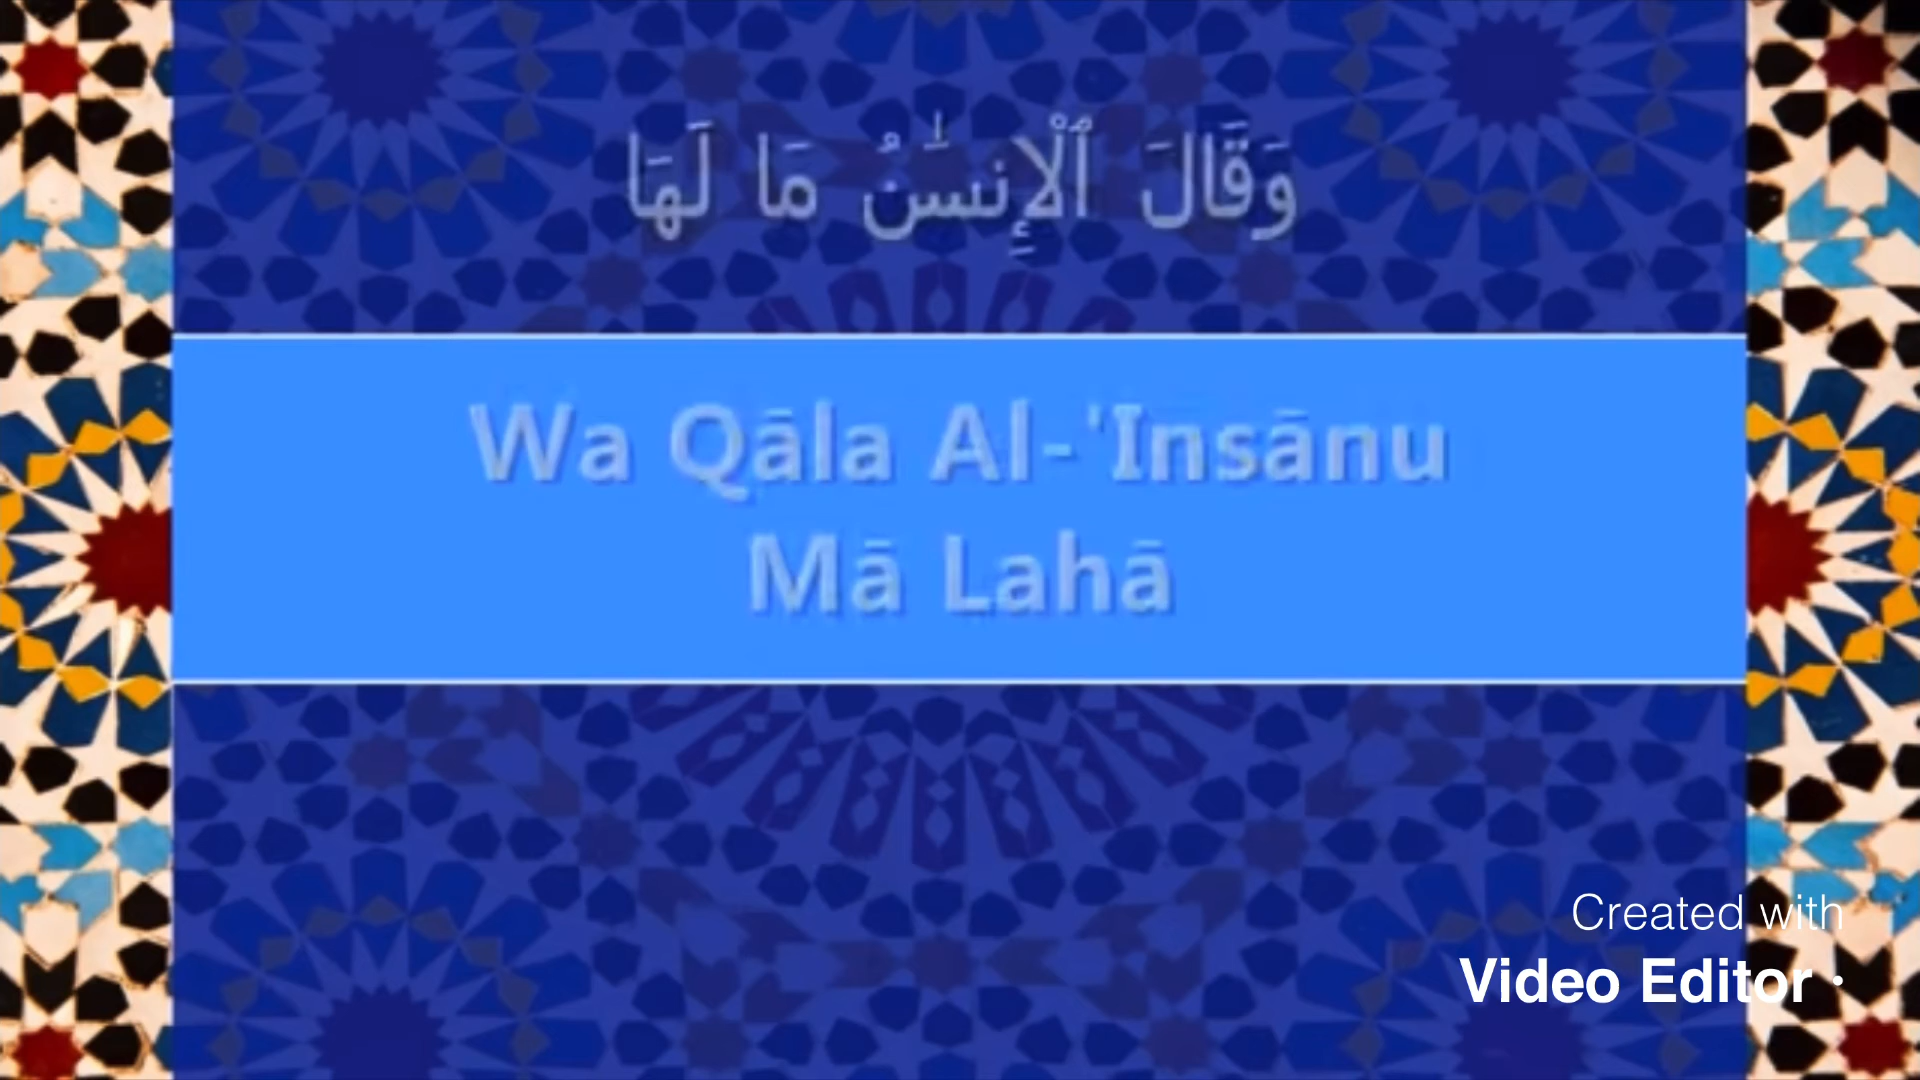 وَقَالَ ٱلْإِنسَٰنُ مَا لَهَا
Wa Qāla Al-'Insānu
Mā Lahā
Created with
Video Editor ·